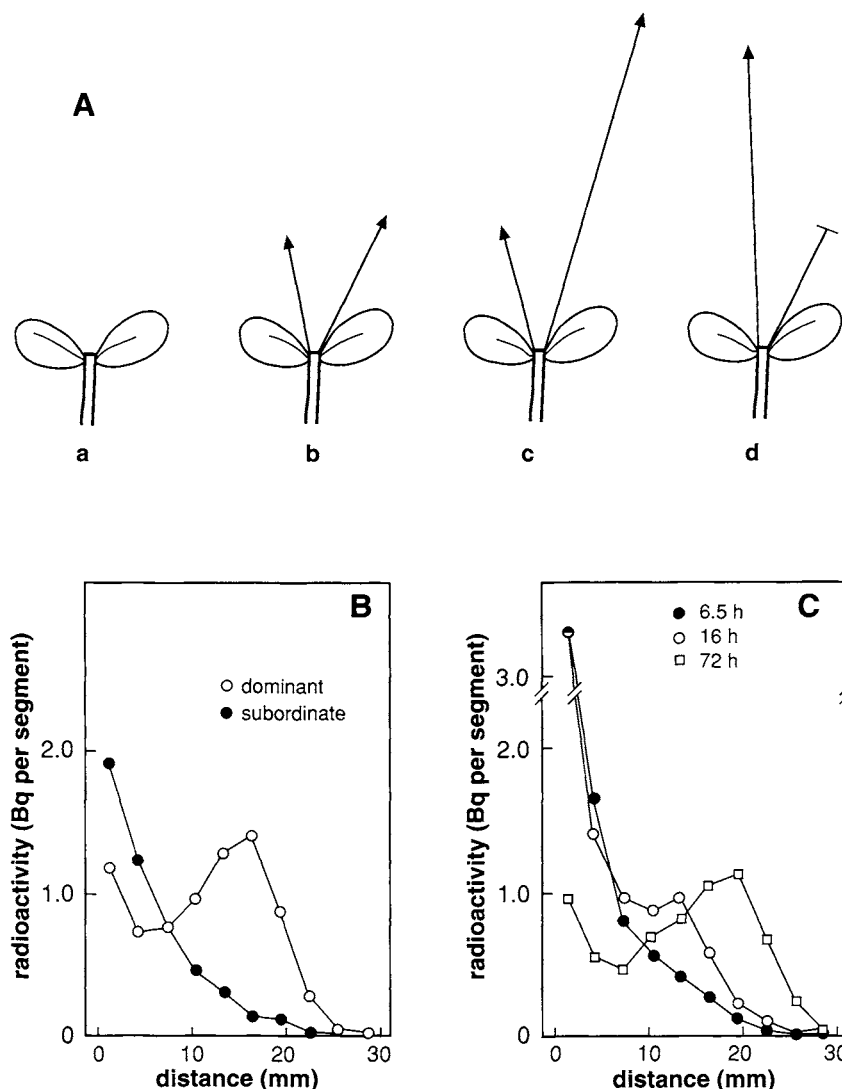 A
a
b
c
d
B
dominant
subordinate
2.0
1.0
0
radioactivity (Bq per segment)
0
10
20
30
distance (mm)
C
6.5 h
16 h
72 h
3.0
2.0
1.0
0
radioactivity (Bq per segment)
0
10
20
30
distance (mm)